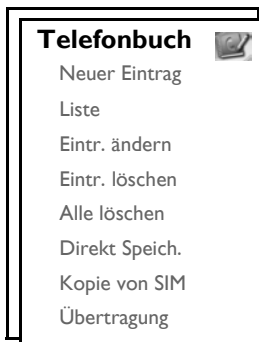 Telefonbuch
Neuer Eintrag
Liste
Eintr. ändern
Eintr. löschen
Alle löschen
Direkt Speich.
Kopie von SIM
Übertragung